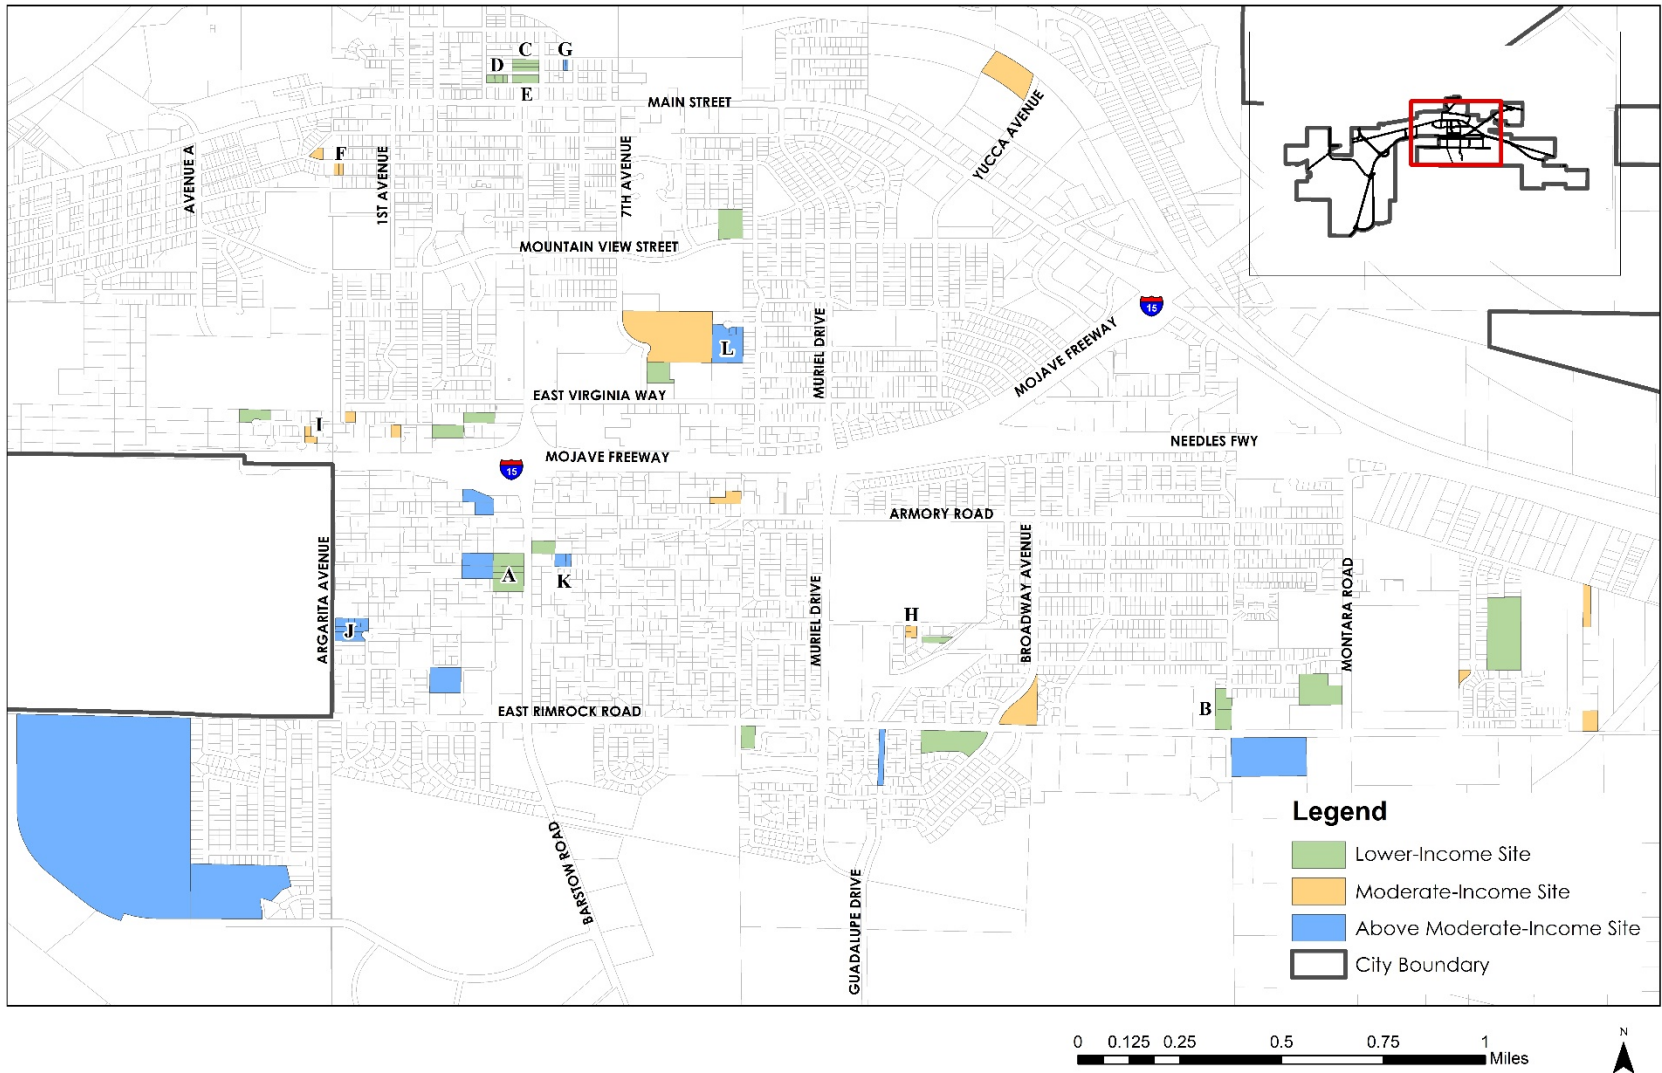 C
G
D
E
MAIN STREET
YUCCA AVENUE
F
AVENUE A
1ST AVENUE
7TH AVENUE
MOUNTAIN VIEW STREET
15
L
MURIEL DRIVE
MOJAVE FREEWAY
EAST VIRGINIA WAY
I
NEEDLES FWY
MOJAVE FREEWAY
15
ARMORY ROAD
ARGARITA AVENUE
A
K
BROADWAY AVENUE
MONTARA ROAD
MURIEL DRIVE
H
J
B
EAST RIMROCK ROAD
BARSTOW ROAD
GUADALUPE DRIVE
Legend
Lower-Income Site
Moderate-Income Site
Above Moderate-Income Site
City Boundary
0 0.125 0.25 0.5 0.75 1
Miles
N